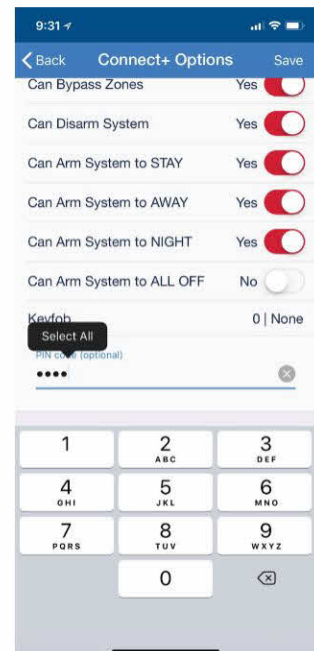 9:31
Back Connect+ Options Save
Can Bypass Zones Yes
Can Disarm System Yes
Can Arm System to STAY Yes
Can Arm System to AWAY Yes
Can Arm System to NIGHT Yes
Can Arm System to ALL OFF No
Keyfob 0 | None
Select All
PIN code (optional)
••••
1 2 3
ABC DEF
4 5 6
GHI JKL MNO
7 8 9
PQRS TUV WXYZ
0